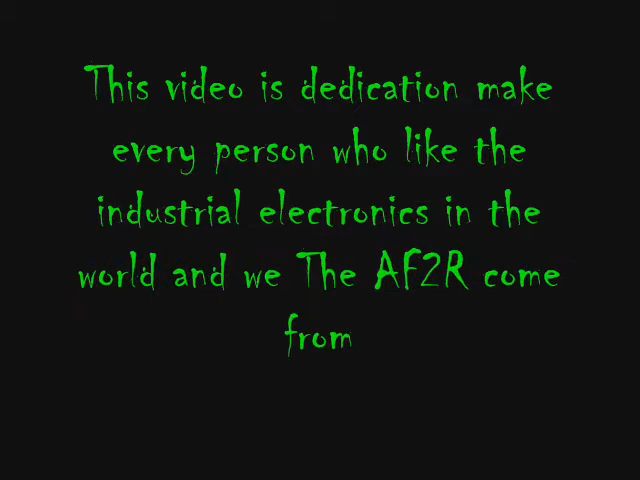 This video is dedication make
every person who like the
industrial electronics in the
world and we The AF2R come
from